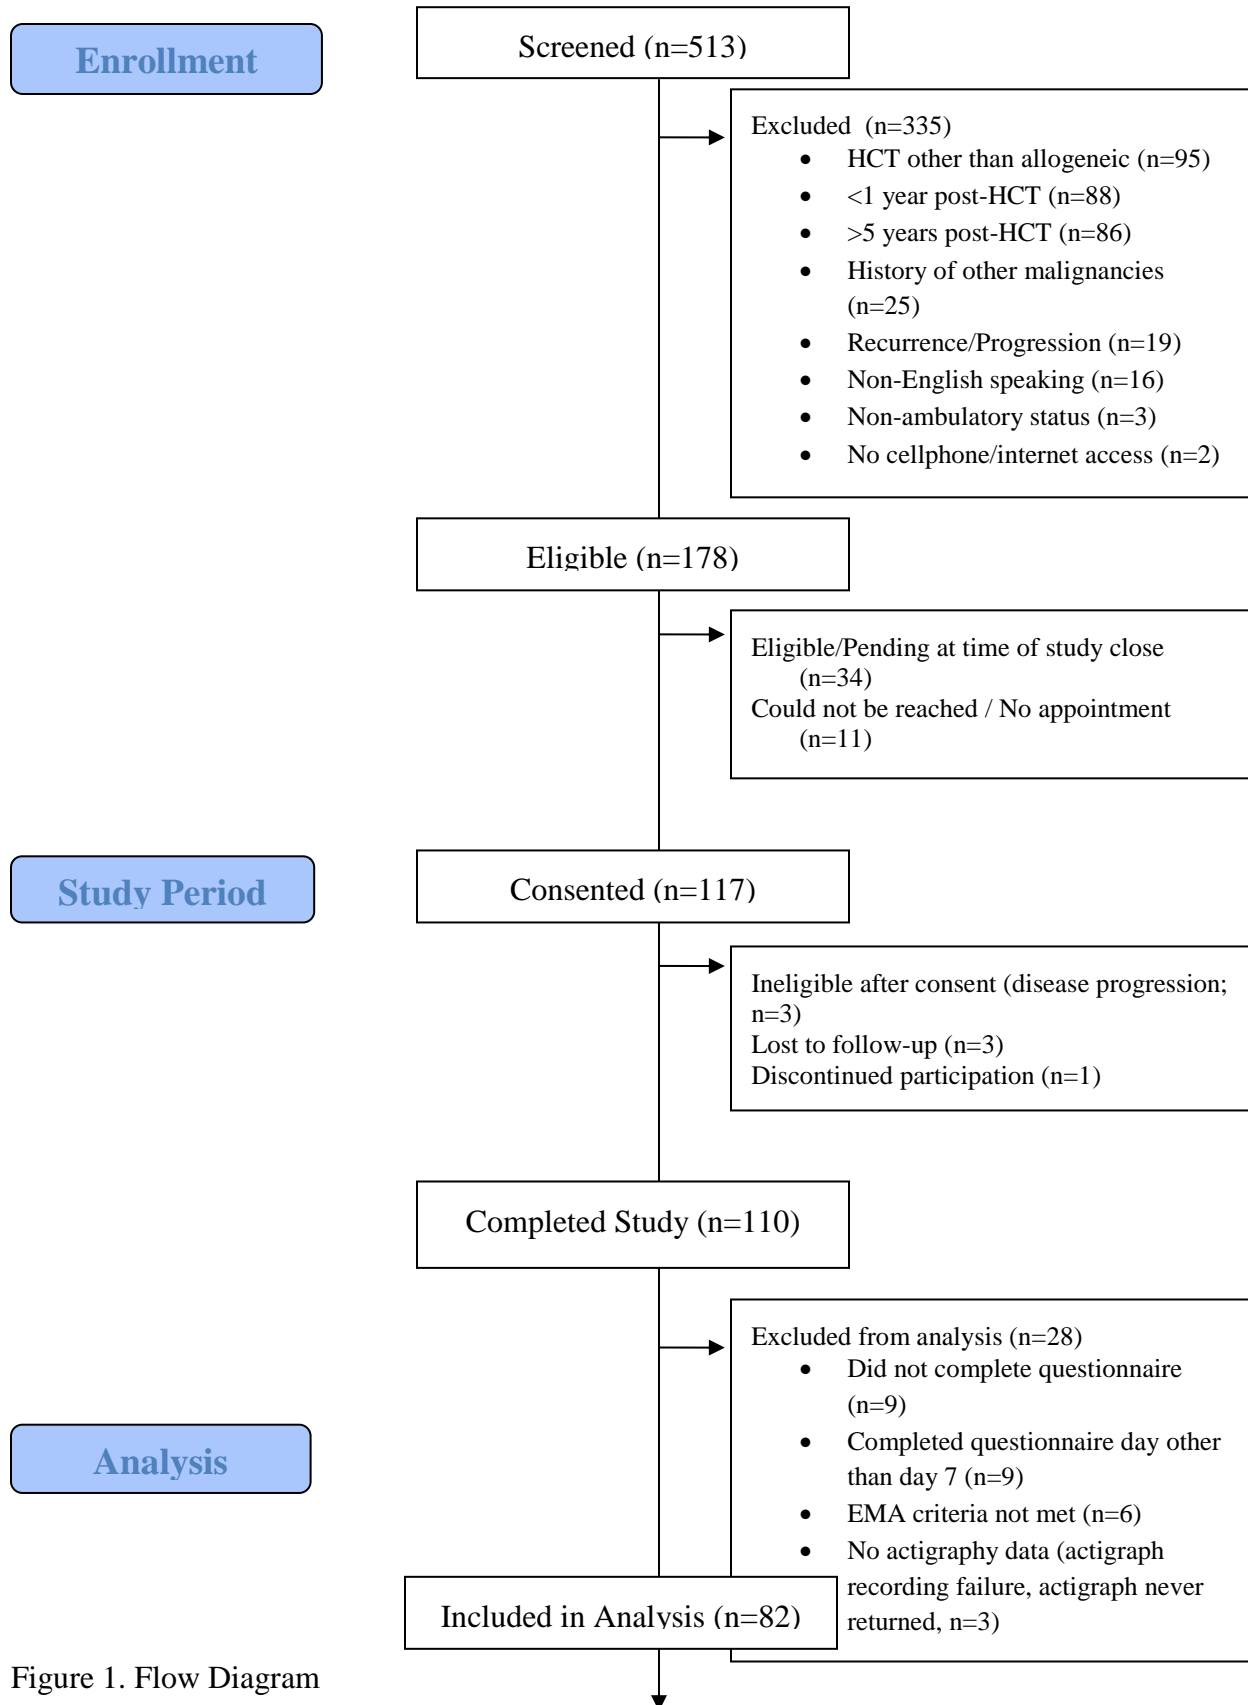 Enrollment
Screened (n=513)
Excluded (n=335)
• HCT other than allogeneic (n=95)
• <1 year post-HCT (n=88)
• >5 years post-HCT (n=86)
• History of other malignancies
(n=25)
• Recurrence/Progression (n=19)
• Non-English speaking (n=16)
• Non-ambulatory status (n=3)
• No cellphone/internet access (n=2)
Eligible (n=178)
Eligible/Pending at time of study close
(n=34)
Could not be reached / No appointment
(n=11)
Study Period
Consented (n=117)
Ineligible after consent (disease progression;
n=3)
Lost to follow-up (n=3)
Discontinued participation (n=1)
Completed Study (n=110)
Excluded from analysis (n=28)
• Did not complete questionnaire
(n=9)
• Completed questionnaire day other
than day 7 (n=9)
• EMA criteria not met (n=6)
• No actigraphy data (actigraph
recording failure, actigraph never
returned, n=3)
Analysis
Included in Analysis (n=82)
Figure 1. Flow Diagram